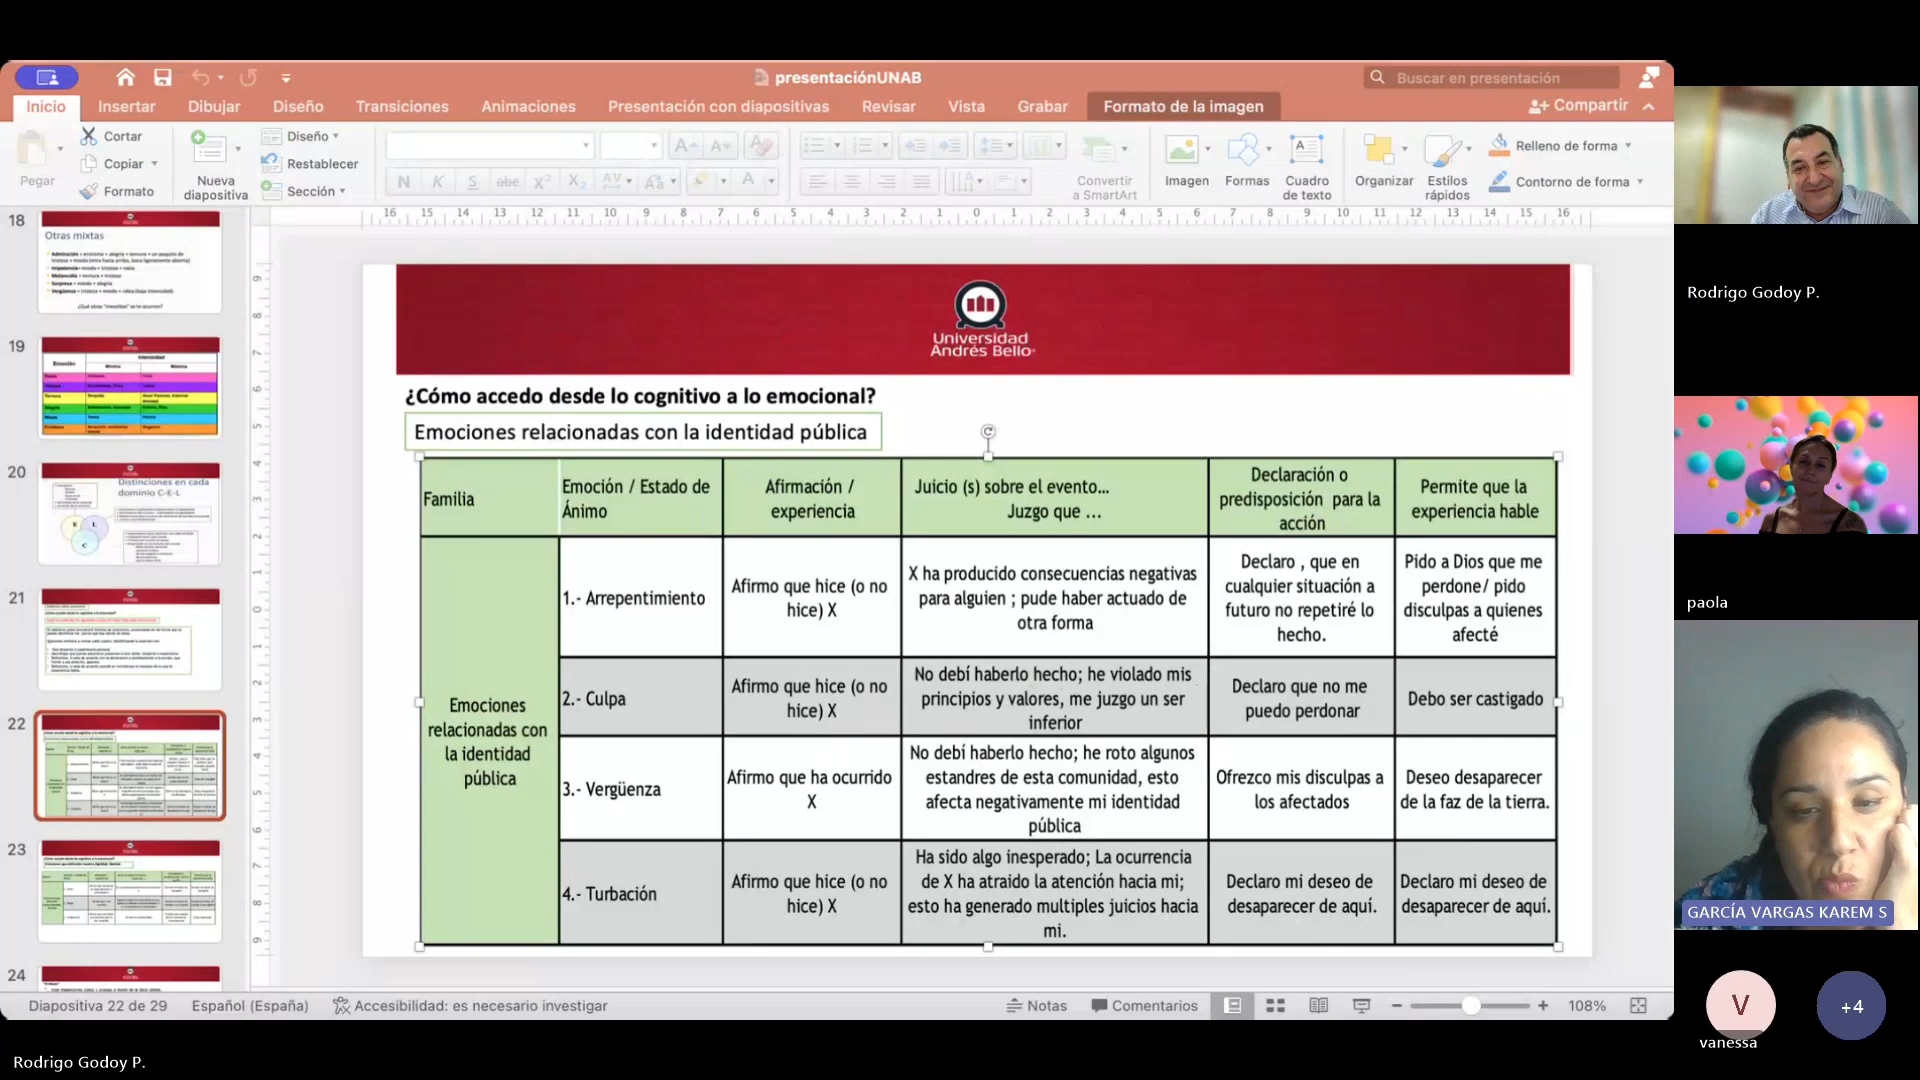 presentaciónUNAB
Buscar en presentación
Inicio
Insertar
Dibujar
Diseño
Transiciones
Animaciones
Presentación con diapositivas
Revisar
Vista
Grabar
Formato de la imagen
Compartir
Pegar
Cortar
Copiar
Formato
Nueva
diapositiva
Diseño
Restablecer
Sección
Convertir
a SmartArt
Imagen
Formas
Cuadro
de texto
Organizar
Estilos
rápidos
Relleno de forma
Contorno de forma
18
Otras mixtas
19
20
Distinciones en cada
dominio C-E-L
21
22
23
24
Universidad
Andrés Bello
¿Cómo accedo desde lo cognitivo a lo emocional?
Emociones relacionadas con la identidad pública
Familia
Emoción / Estado de
Ánimo
Afirmación /
experiencia
Juicio (s) sobre el evento...
Juzgo que ...
Declaración o
predisposición para la
acción
Permite que la
experiencia hable
Emociones
relacionadas con
la identidad
pública
1.- Arrepentimiento
Afirmo que hice (o no
hice) X
X ha producido consecuencias negativas
para alguien ; pude haber actuado de
otra forma
Declaro , que en
cualquier situación a
futuro no repetiré lo
hecho.
Pido a Dios que me
perdone/ pido
disculpas a quienes
afecté
2.- Culpa
Afirmo que hice (o no
hice) X
No debí haberlo hecho; he violado mis
principios y valores, me juzgo un ser
inferior
Declaro que no me
puedo perdonar
Debo ser castigado
3.- Vergüenza
Afirmo que ha ocurrido
X
No debí haberlo hecho; he roto algunos
estandres de esta comunidad, esto
afecta negativamente mi identidad
pública
Ofrezco mis disculpas a
los afectados
Deseo desaparecer
de la faz de la tierra.
4.- Turbación
Afirmo que hice (o no
hice) X
Ha sido algo inesperado; La ocurrencia
de X ha atraido la atención hacia mi;
esto ha generado multiples juicios hacia
mi.
Declaro mi deseo de
desaparecer de aquí.
Declaro mi deseo de
desaparecer de aquí.
Diapositiva 22 de 29
Español (España)
Accesibilidad: es necesario investigar
Notas
Comentarios
108%
Rodrigo Godoy P.
paola
GARCÍA VARGAS KAREM S
V
vanessa
+4
Rodrigo Godoy P.